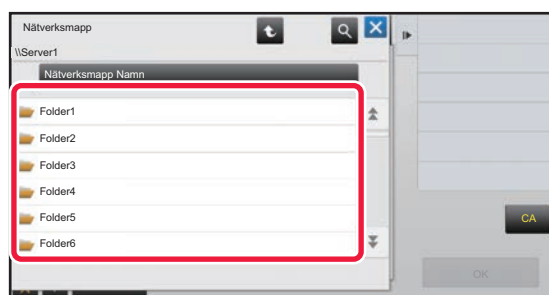 Nätverksmapp
\\Server1
Nätverksmapp Namn
Folder1
Folder2
Folder3
Folder4
Folder5
Folder6
CA
OK